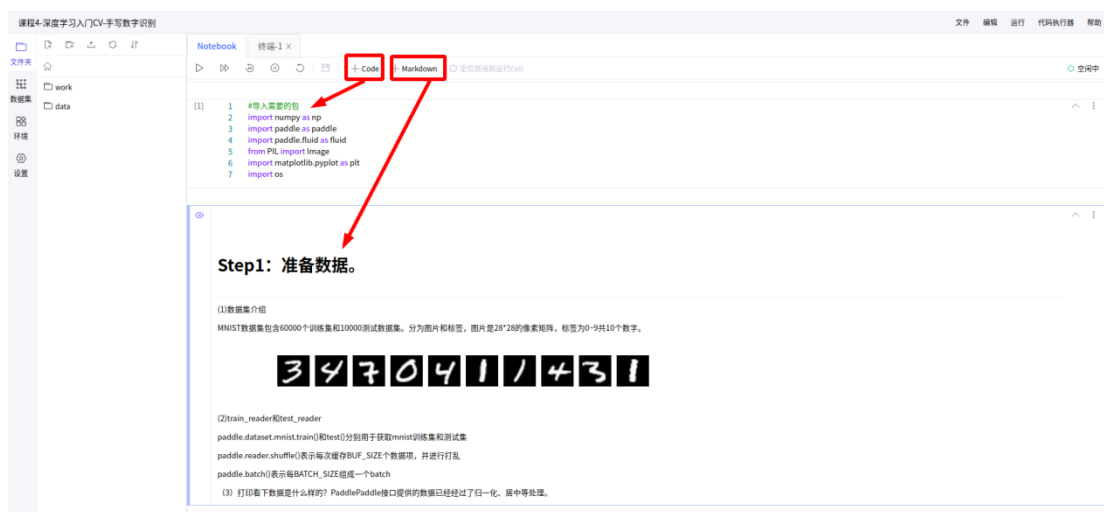 课程4-深度学习入门CV-手写数字识别
文件 编辑 运行 代码执行器 帮助
文件夹
数据集
环境
设置
work
data
Notebook 终端-1 ×
+ Code + Markdown 定位到当前运行Cell
空闲中
[1]
1 #导入需要的包
2 import numpy as np
3 import paddle as paddle
4 import paddle.fluid as fluid
5 from PIL import Image
6 import matplotlib.pyplot as plt
7 import os
Step1：准备数据。
(1)数据集介绍
MNIST数据集包含60000个训练集和10000测试数据集。分为图片和标签，图片是28*28的像素矩阵，标签为0~9共10个数字。
3 4 7 0 4 1 1 4 3 1
(2)train_reader和test_reader
paddle.dataset.mnist.train()和test()分别用于获取mnist训练集和测试集
paddle.reader.shuffle()表示每次缓存BUF_SIZE个数据项，并进行打乱
paddle.batch()表示每BATCH_SIZE组成一个batch
（3）打印看下数据是什么样的？PaddlePaddle接口提供的数据已经经过了归一化、居中等处理。